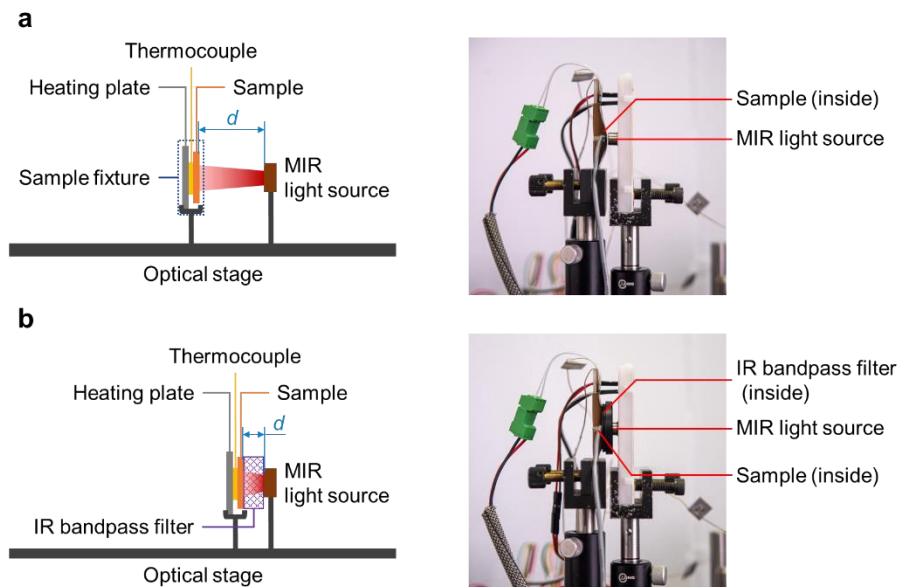 a
Thermocouple
Heating plate
Sample
d
Sample fixture
MIR
light source
Optical stage
Sample (inside)
MIR light source
b
Thermocouple
Heating plate
Sample
d
MIR
light source
IR bandpass filter
Optical stage
IR bandpass filter
(inside)
MIR light source
Sample (inside)